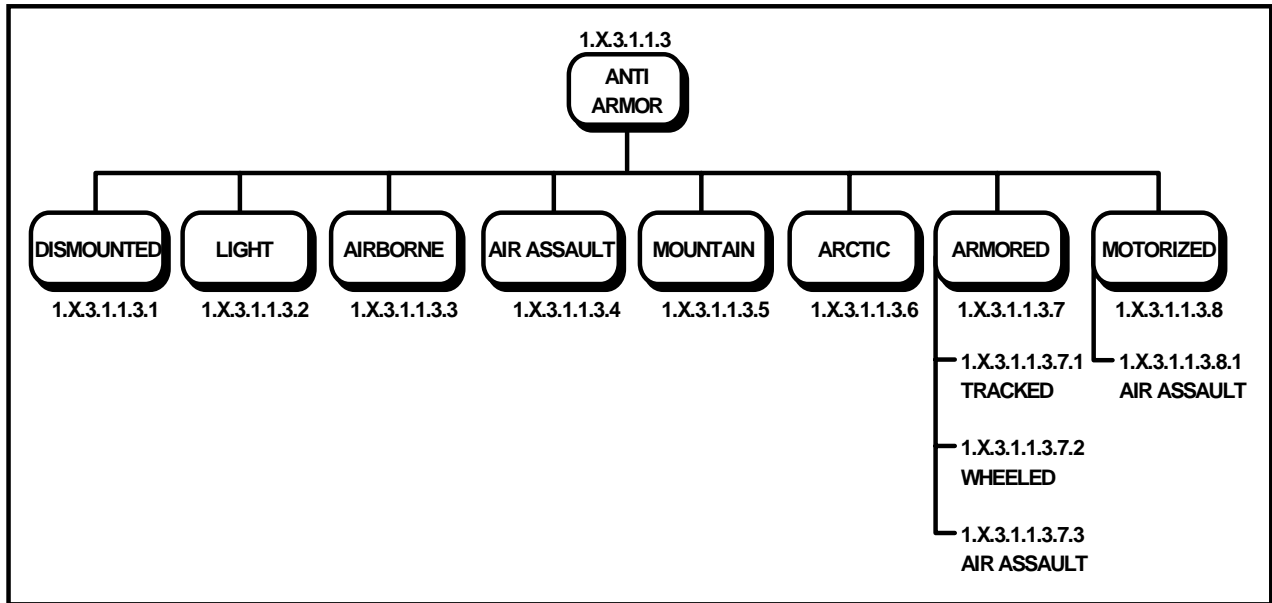 1.X.3.1.1.3
ANTI
ARMOR
DISMOUNTED
1.X.3.1.1.3.1
LIGHT
1.X.3.1.1.3.2
AIRBORNE
1.X.3.1.1.3.3
AIR ASSAULT
1.X.3.1.1.3.4
MOUNTAIN
1.X.3.1.1.3.5
ARCTIC
1.X.3.1.1.3.6
ARMORED
1.X.3.1.1.3.7
1.X.3.1.1.3.7.1
TRACKED
1.X.3.1.1.3.7.2
WHEELED
1.X.3.1.1.3.7.3
AIR ASSAULT
MOTORIZED
1.X.3.1.1.3.8
1.X.3.1.1.3.8.1
AIR ASSAULT